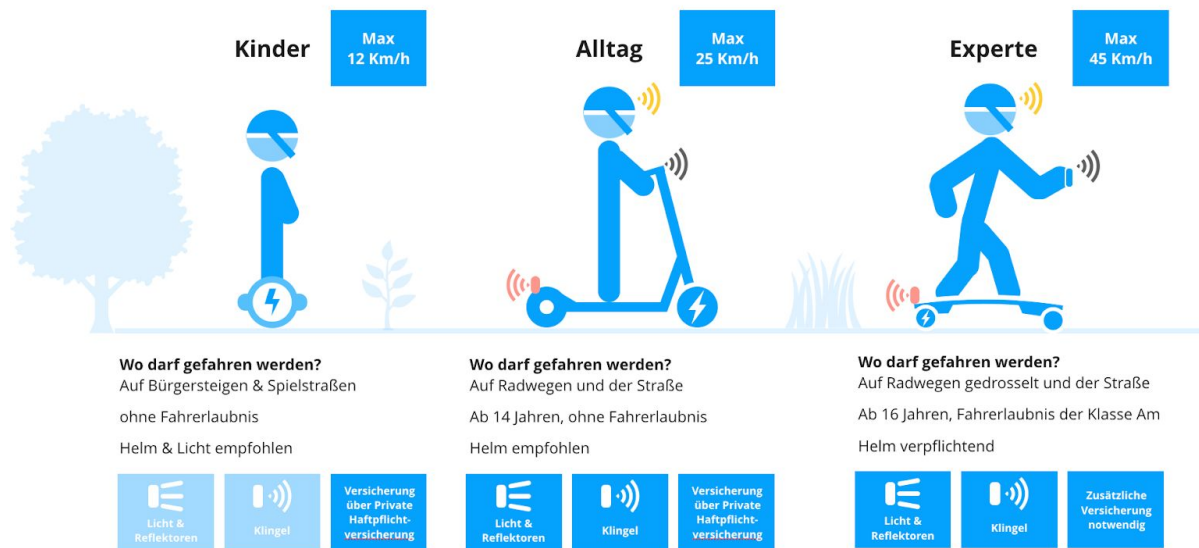 Kinder
Max
12 Km/h
Wo darf gefahren werden?
Auf Bürgersteigen & Spielstraßen
ohne Fahrerlaubnis
Helm & Licht empfohlen
Licht &
Reflektoren
Klingel
Versicherung
über Private
Haftpflicht-
versicherung
Alltag
Max
25 Km/h
Wo darf gefahren werden?
Auf Radwegen und der Straße
Ab 14 Jahren, ohne Fahrerlaubnis
Helm empfohlen
Licht &
Reflektoren
Klingel
Versicherung
über Private
Haftpflicht-
versicherung
Experte
Max
45 Km/h
Wo darf gefahren werden?
Auf Radwegen gedrosselt und der Straße
Ab 16 Jahren, Fahrerlaubnis der Klasse Am
Helm verpflichtend
Licht &
Reflektoren
Klingel
Zusätzliche
Versicherung
notwendig